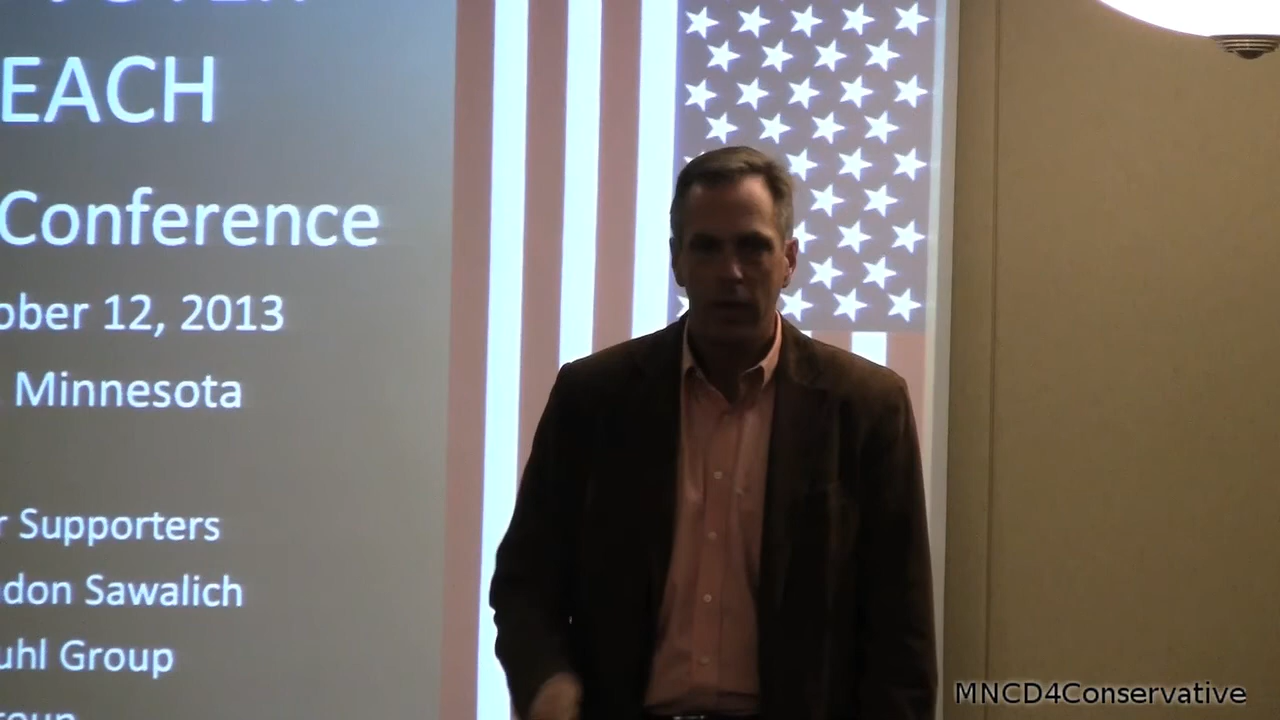 EACH
Conference
ober 12, 2013
Minnesota
r Supporters
don Sawalich
uhl Group
MNCD4Conservative